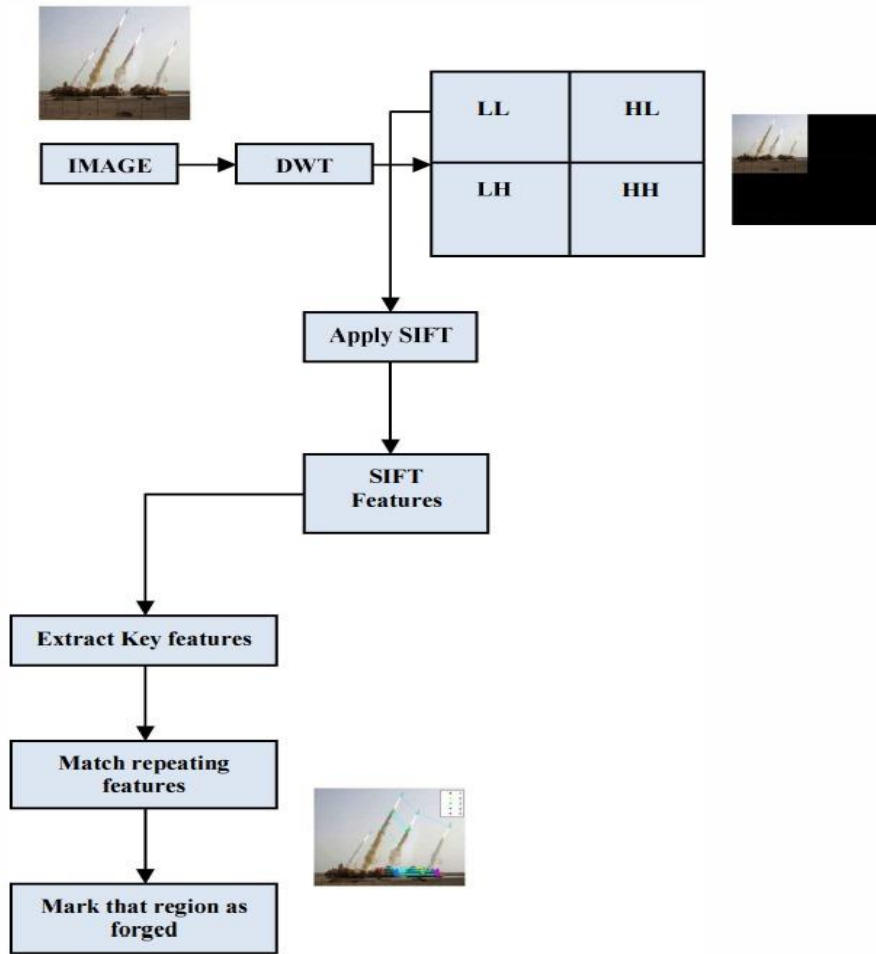 IMAGE
DWT
LL
HL
LH
HH
Apply SIFT
SIFT
Features
Extract Key features
Match repeating
features
Mark that region as
forged